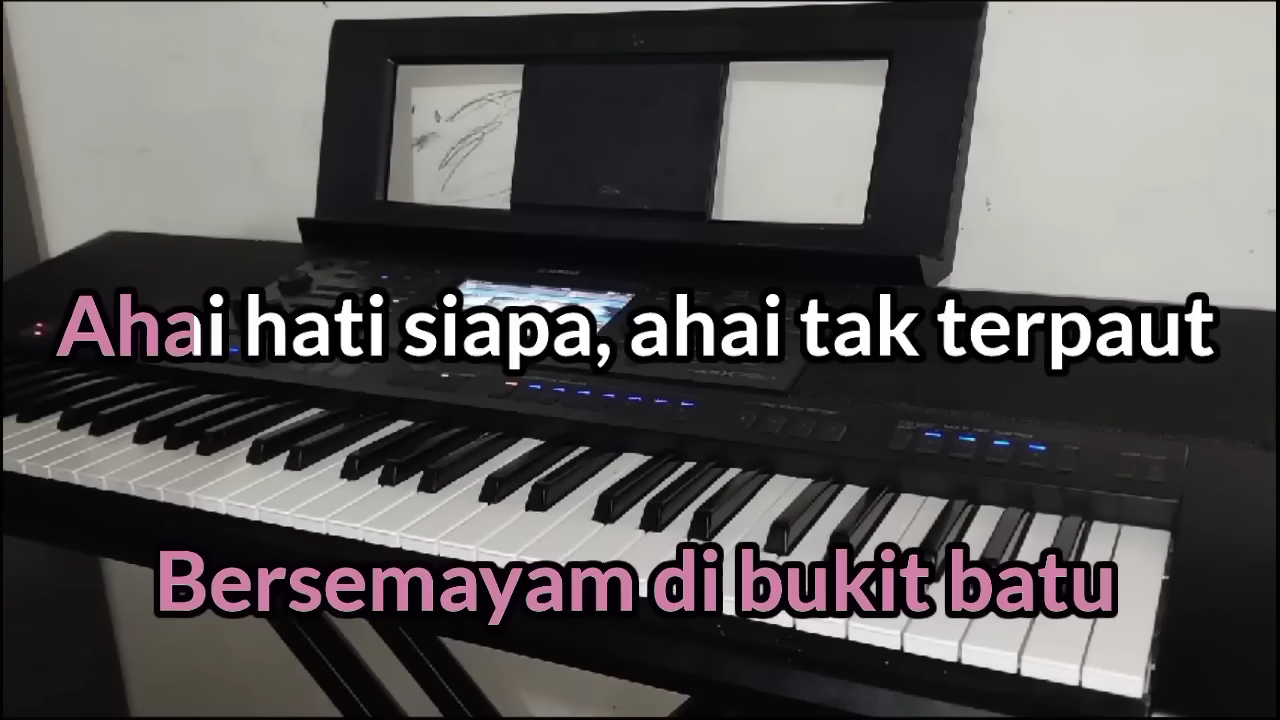 Ahai hati siapa, ahai tak terpaut
Bersemayam di bukit batu